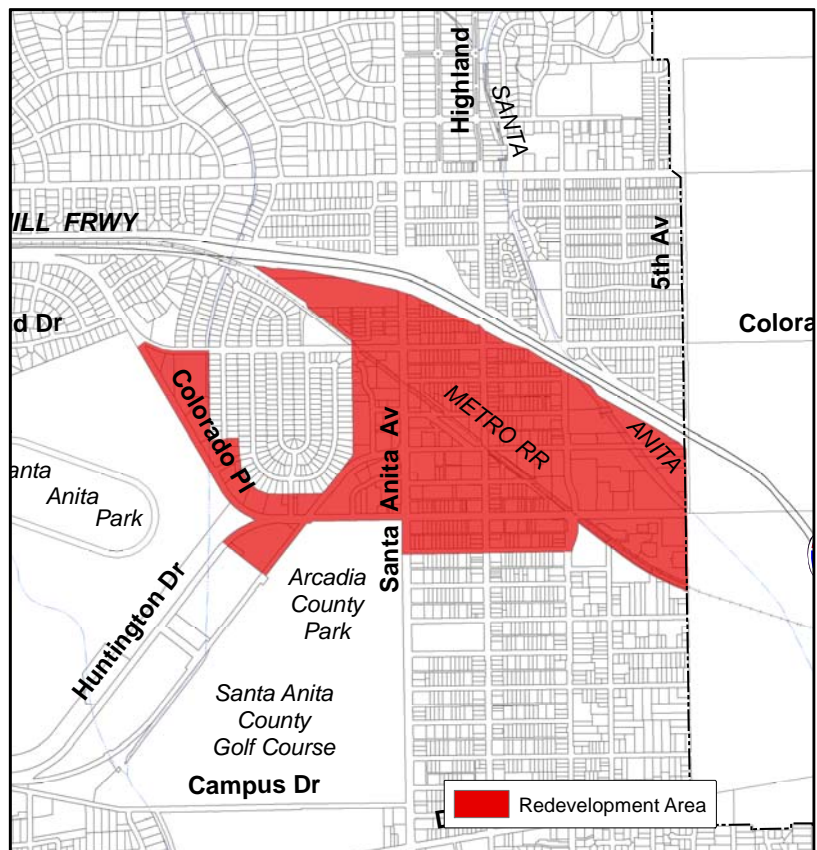 Highland
SANTA
ILL FRWY
5th Av
d Dr
Colora
Colorado Pl
METRO RR
ANITA
Santa Anita Av
anta
Anita
Park
Huntington Dr
Arcadia
County
Park
Santa Anita
County
Golf Course
Campus Dr
Redevelopment Area